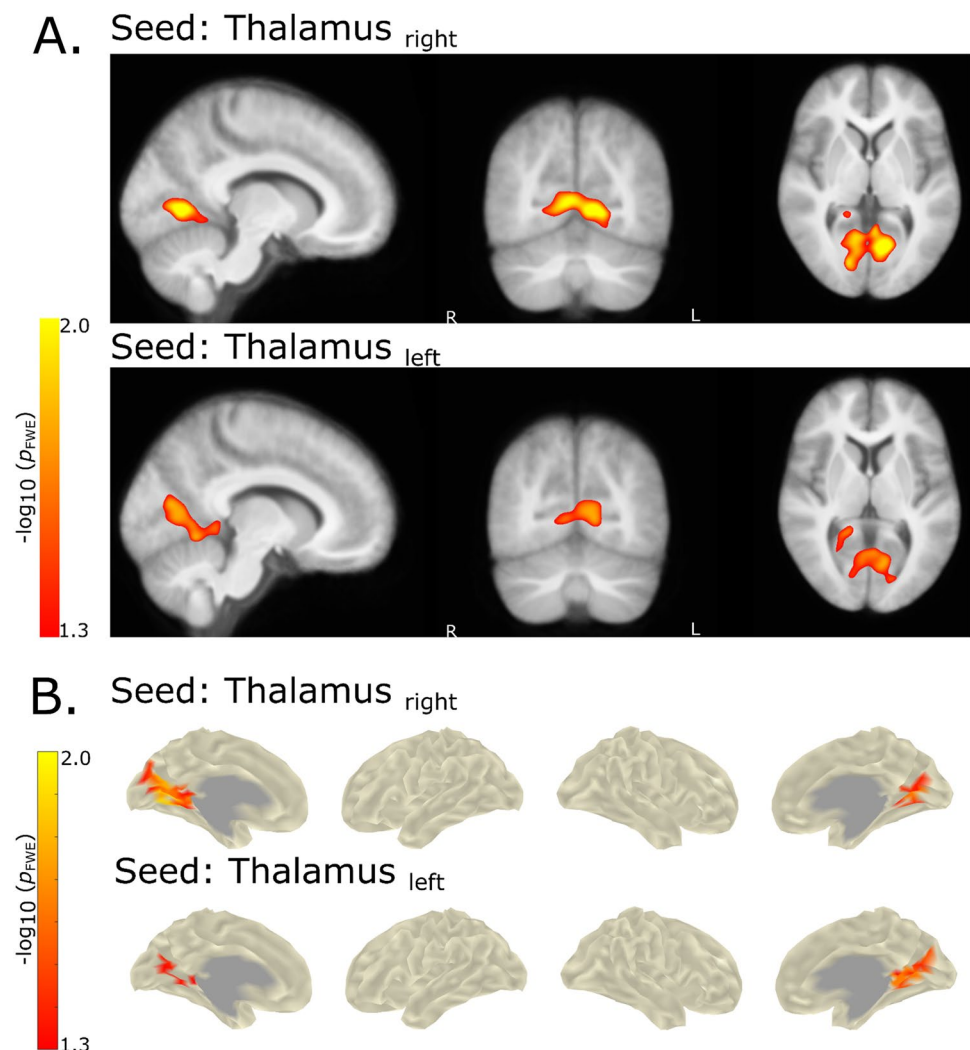 A.
Seed: Thalamus right
R
L
Seed: Thalamus left
2.0
-log10 (pFWE)
1.3
R
L
B.
Seed: Thalamus right
2.0
-log10 (pFWE)
1.3
Seed: Thalamus left